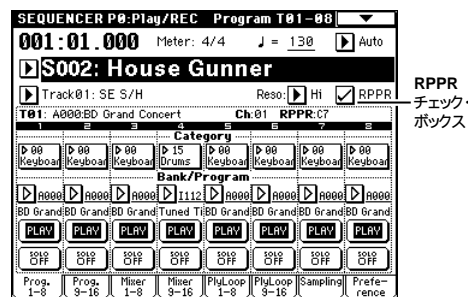 SEQUENCER P0:Play/REC Program T01-08
001:01.000 Meter: 4/4 ♩= 130 Auto
S002: House Gunner
Track01: SE S/H Reso: Hi RPPR
T01: A000:BD Grand Concert Ch:01 RPPR:C7
1 2 3 4 5 6 7 8
Category
00 00 00 15 00 00 00 00
Keyboar Keyboar Keyboar Drums Keyboar Keyboar Keyboar Keyboar
Bank/Program
A000 A000 A000 I112 A000 A000 A000 A000
BD Grand BD Grand BD Grand Tuned Ti BD Grand BD Grand BD Grand BD Grand
PLAY PLAY PLAY PLAY PLAY PLAY PLAY PLAY
SOLO OFF SOLO OFF SOLO OFF SOLO OFF SOLO OFF SOLO OFF SOLO OFF SOLO OFF
Prog. 1-8 Prog. 9-16 Mixer 1-8 Mixer 9-16 PlyLoop 1-8 PlyLoop 9-16 Sampling Prefe-rence
RPPR
チェック・
ボックス